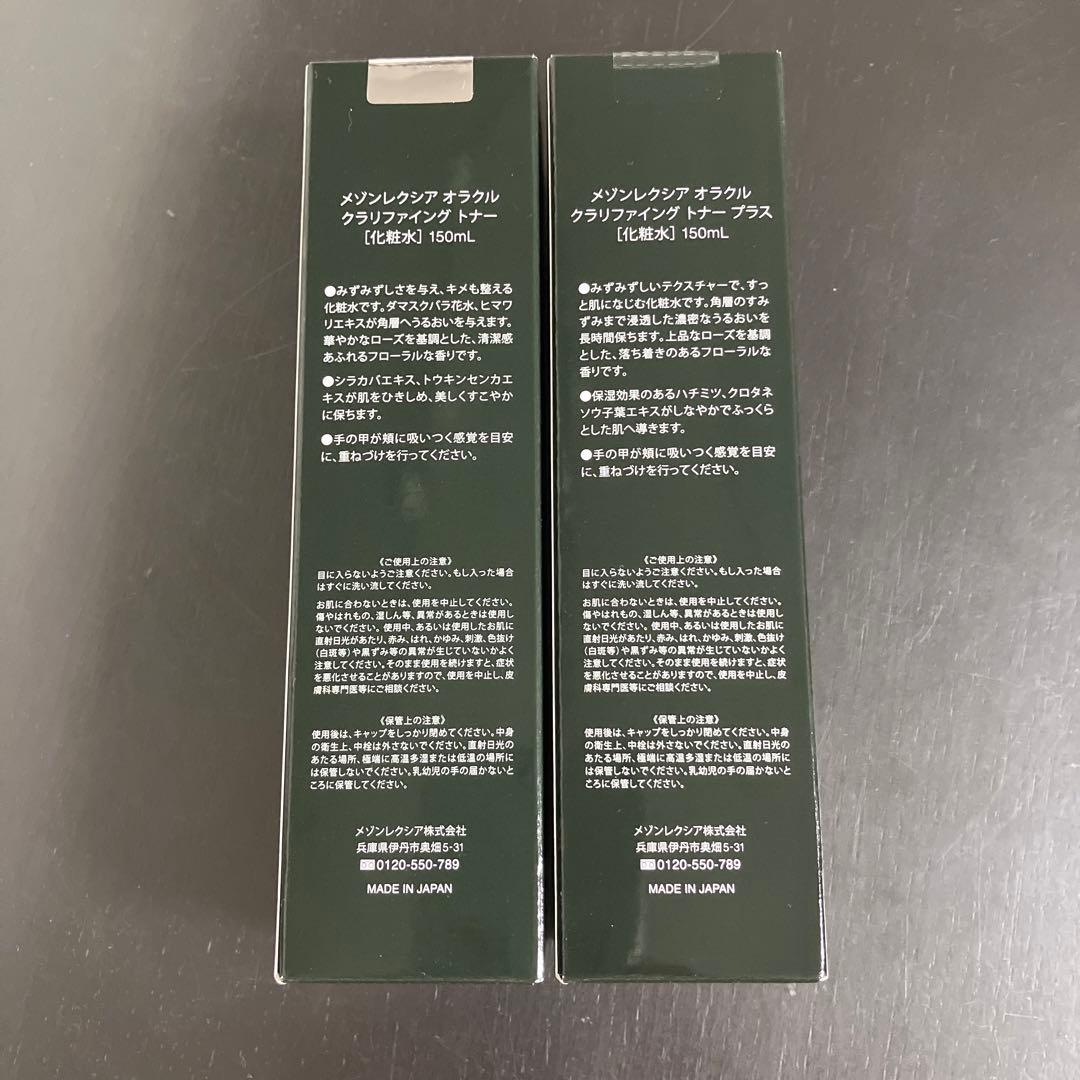 メゾンレクシア オラクル
クラリファイング トナー
[化粧水] 150mL
●みずみずしさを与え、キメも整える
化粧水です。ダマスクバラ花水、ヒマワ
リエキスが角層へうるおいを与えます。
華やかなローズを基調とした、清潔感
あふれるフローラルな香りです。
●シラカバエキス、トウキンセンカエ
キスが肌をひきしめ、美しくすこやか
に保ちます。
●手の甲が頬に吸いつく感覚を目安
に、重ねづけを行ってください。
《ご使用上の注意》
目に入らないようご注意ください。もし入った場合
はすぐに洗い流してください。
お肌に合わないときは、使用を中止してください。
傷やはれもの、湿しん等、異常があるときは使用し
ないでください。 使用中、あるいは使用したお肌に
直射日光があたり、赤み、はれ、かゆみ、刺激、色抜け
(白斑等)や黒ずみ等の異常が生じていないかよく
注意してください。そのまま使用を続けますと、症状
を悪化させることがありますので、使用を中止し、皮
膚科専門医等にご相談ください。
《保管上の注意》
使用後は、キャップをしっかり閉めてください。中身
の衛生上、中栓は外さないでください。直射日光の
あたる場所、極端に高温多湿または低温の場所に
は保管しないでください。乳幼児の手の届かないと
ころに保管してください。
メゾンレクシア株式会社
兵庫県伊丹市奥畑5-31
0120-550-789
MADE IN JAPAN
メゾンレクシア オラクル
クラリファイング トナー プラス
[化粧水] 150mL
●みずみずしいテクスチャーで、すっ
と肌になじむ化粧水です。角層のすみ
ずみまで浸透した濃密なうるおいを
長時間保ちます。上品なローズを基調
とした、落ち着きのあるフローラルな
香りです。
●保湿効果のあるハチミツ、クロタネ
ソウ子葉エキスがしなやかでふっくら
とした肌へ導きます。
●手の甲が頬に吸いつく感覚を目安
に、重ねづけを行ってください。
《ご使用上の注意》
目に入らないようご注意ください。もし入った場合
はすぐに洗い流してください。
お肌に合わないときは、使用を中止してください。
傷やはれもの、湿しん等、異常があるときは使用し
ないでください。 使用中、あるいは使用したお肌に
直射日光があたり、赤み、はれ、かゆみ、刺激、色抜け
(白斑等)や黒ずみ等の異常が生じていないかよく
注意してください。そのまま使用を続けますと、症状
を悪化させることがありますので、使用を中止し、皮
膚科専門医等にご相談ください。
《保管上の注意》
使用後は、キャップをしっかり閉めてください。中身
の衛生上、中栓は外さないでください。直射日光の
あたる場所、極端に高温多湿または低温の場所に
は保管しないでください。乳幼児の手の届かないと
ころに保管してください。
メゾンレクシア株式会社
兵庫県伊丹市奥畑5-31
0120-550-789
MADE IN JAPAN